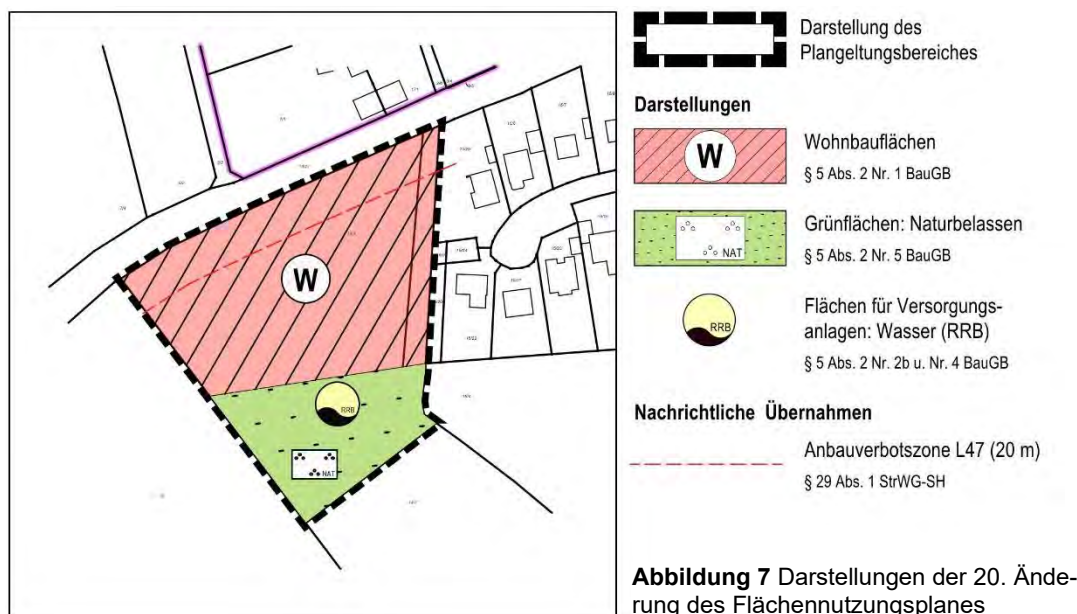 W
RRB
NAT
Darstellung des
Plangeltungsbereiches
Darstellungen
W
Wohnbauflächen
§ 5 Abs. 2 Nr. 1 BauGB
NAT
Grünflächen: Naturbelassen
§ 5 Abs. 2 Nr. 5 BauGB
RRB
Flächen für Versorgungs-
anlagen: Wasser (RRB)
§ 5 Abs. 2 Nr. 2b u. Nr. 4 BauGB
Nachrichtliche Übernahmen
Anbauverbotszone L47 (20 m)
§ 29 Abs. 1 StrWG-SH
Abbildung 7 Darstellungen der 20. Ände-
rung des Flächennutzungsplanes